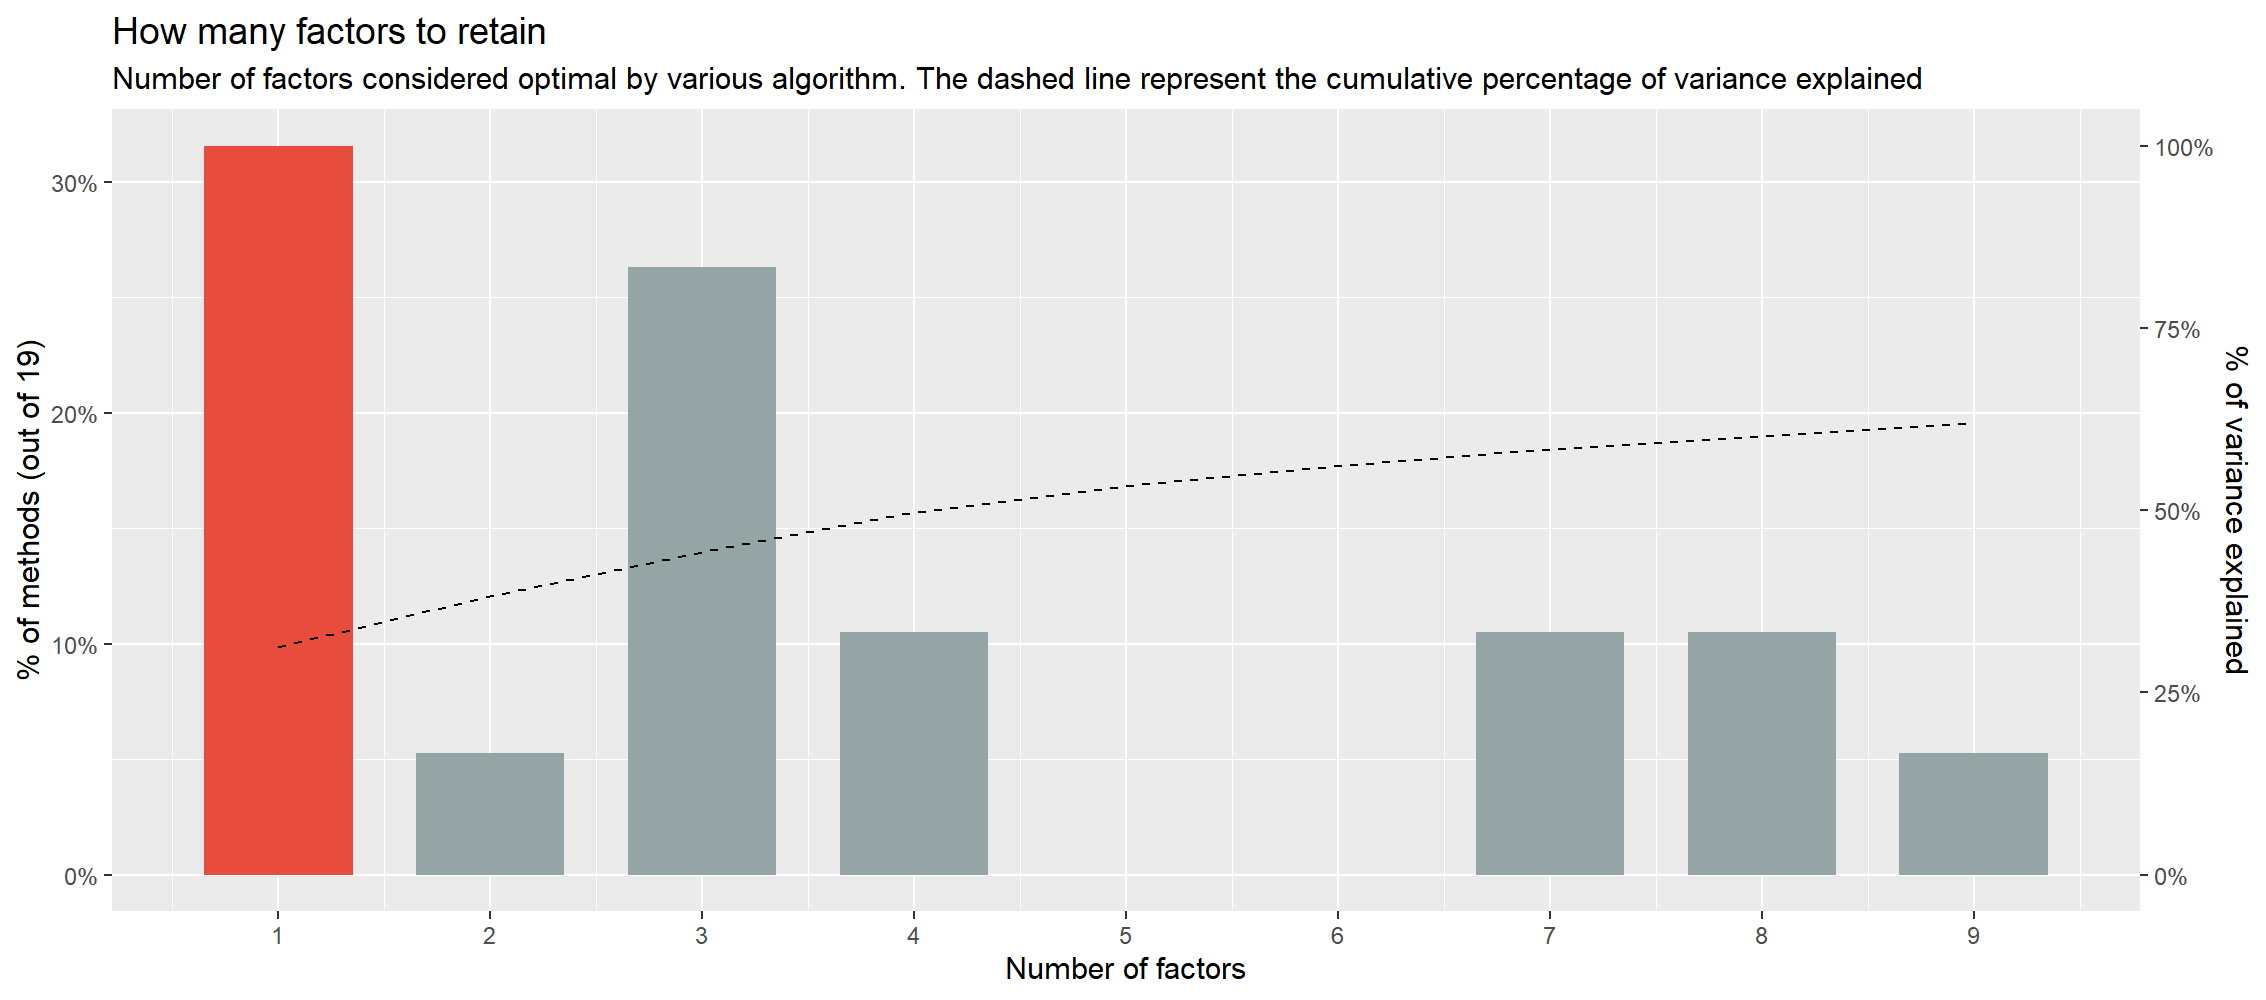 How many factors to retain
Number of factors considered optimal by various algorithm. The dashed line represent the cumulative percentage of variance explained
% of methods (out of 19)
30%
20%
10%
0%
100%
75%
50%
25%
0%
% of variance explained
1 2 3 4 5 6 7 8 9
Number of factors